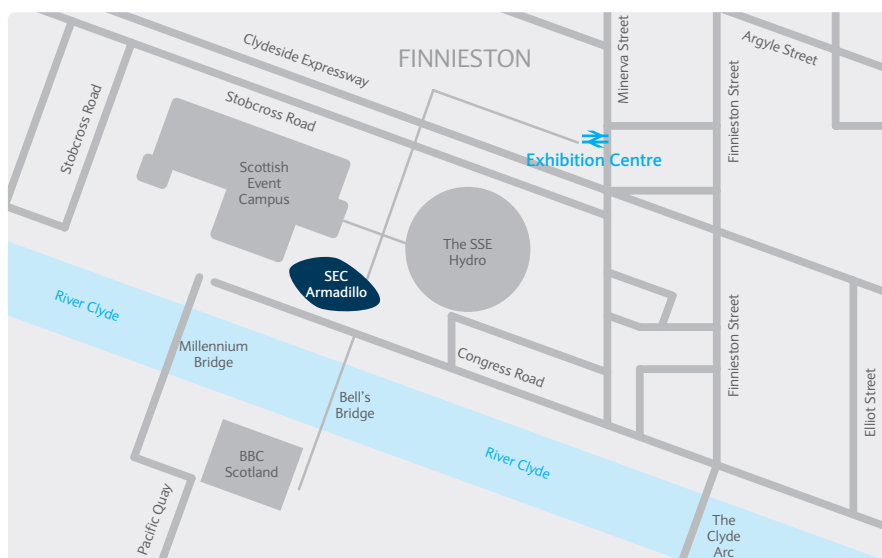 Clydeside Expressway
FINNIESTON
Minerva Street
Argyle Street
Stobcross Road
Stobcross Road
Finnieston Street
Exhibition Centre
Scottish
Event
Campus
The SSE
Hydro
SEC
Armadillo
River Clyde
Millennium
Bridge
Congress Road
Finnieston Street
Elliot Street
Bell's
Bridge
BBC
Scotland
River Clyde
Pacific Quay
The
Clyde
Arc